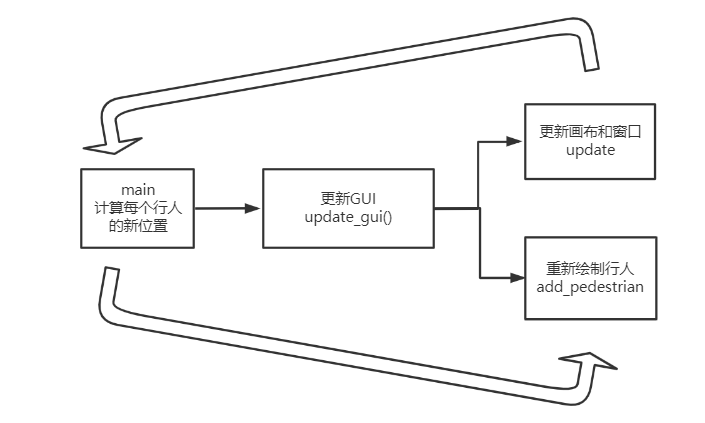 main
计算每个行人
的新位置
更新GUI
update_gui()
更新画布和窗口
update
重新绘制行人
add_pedestrian